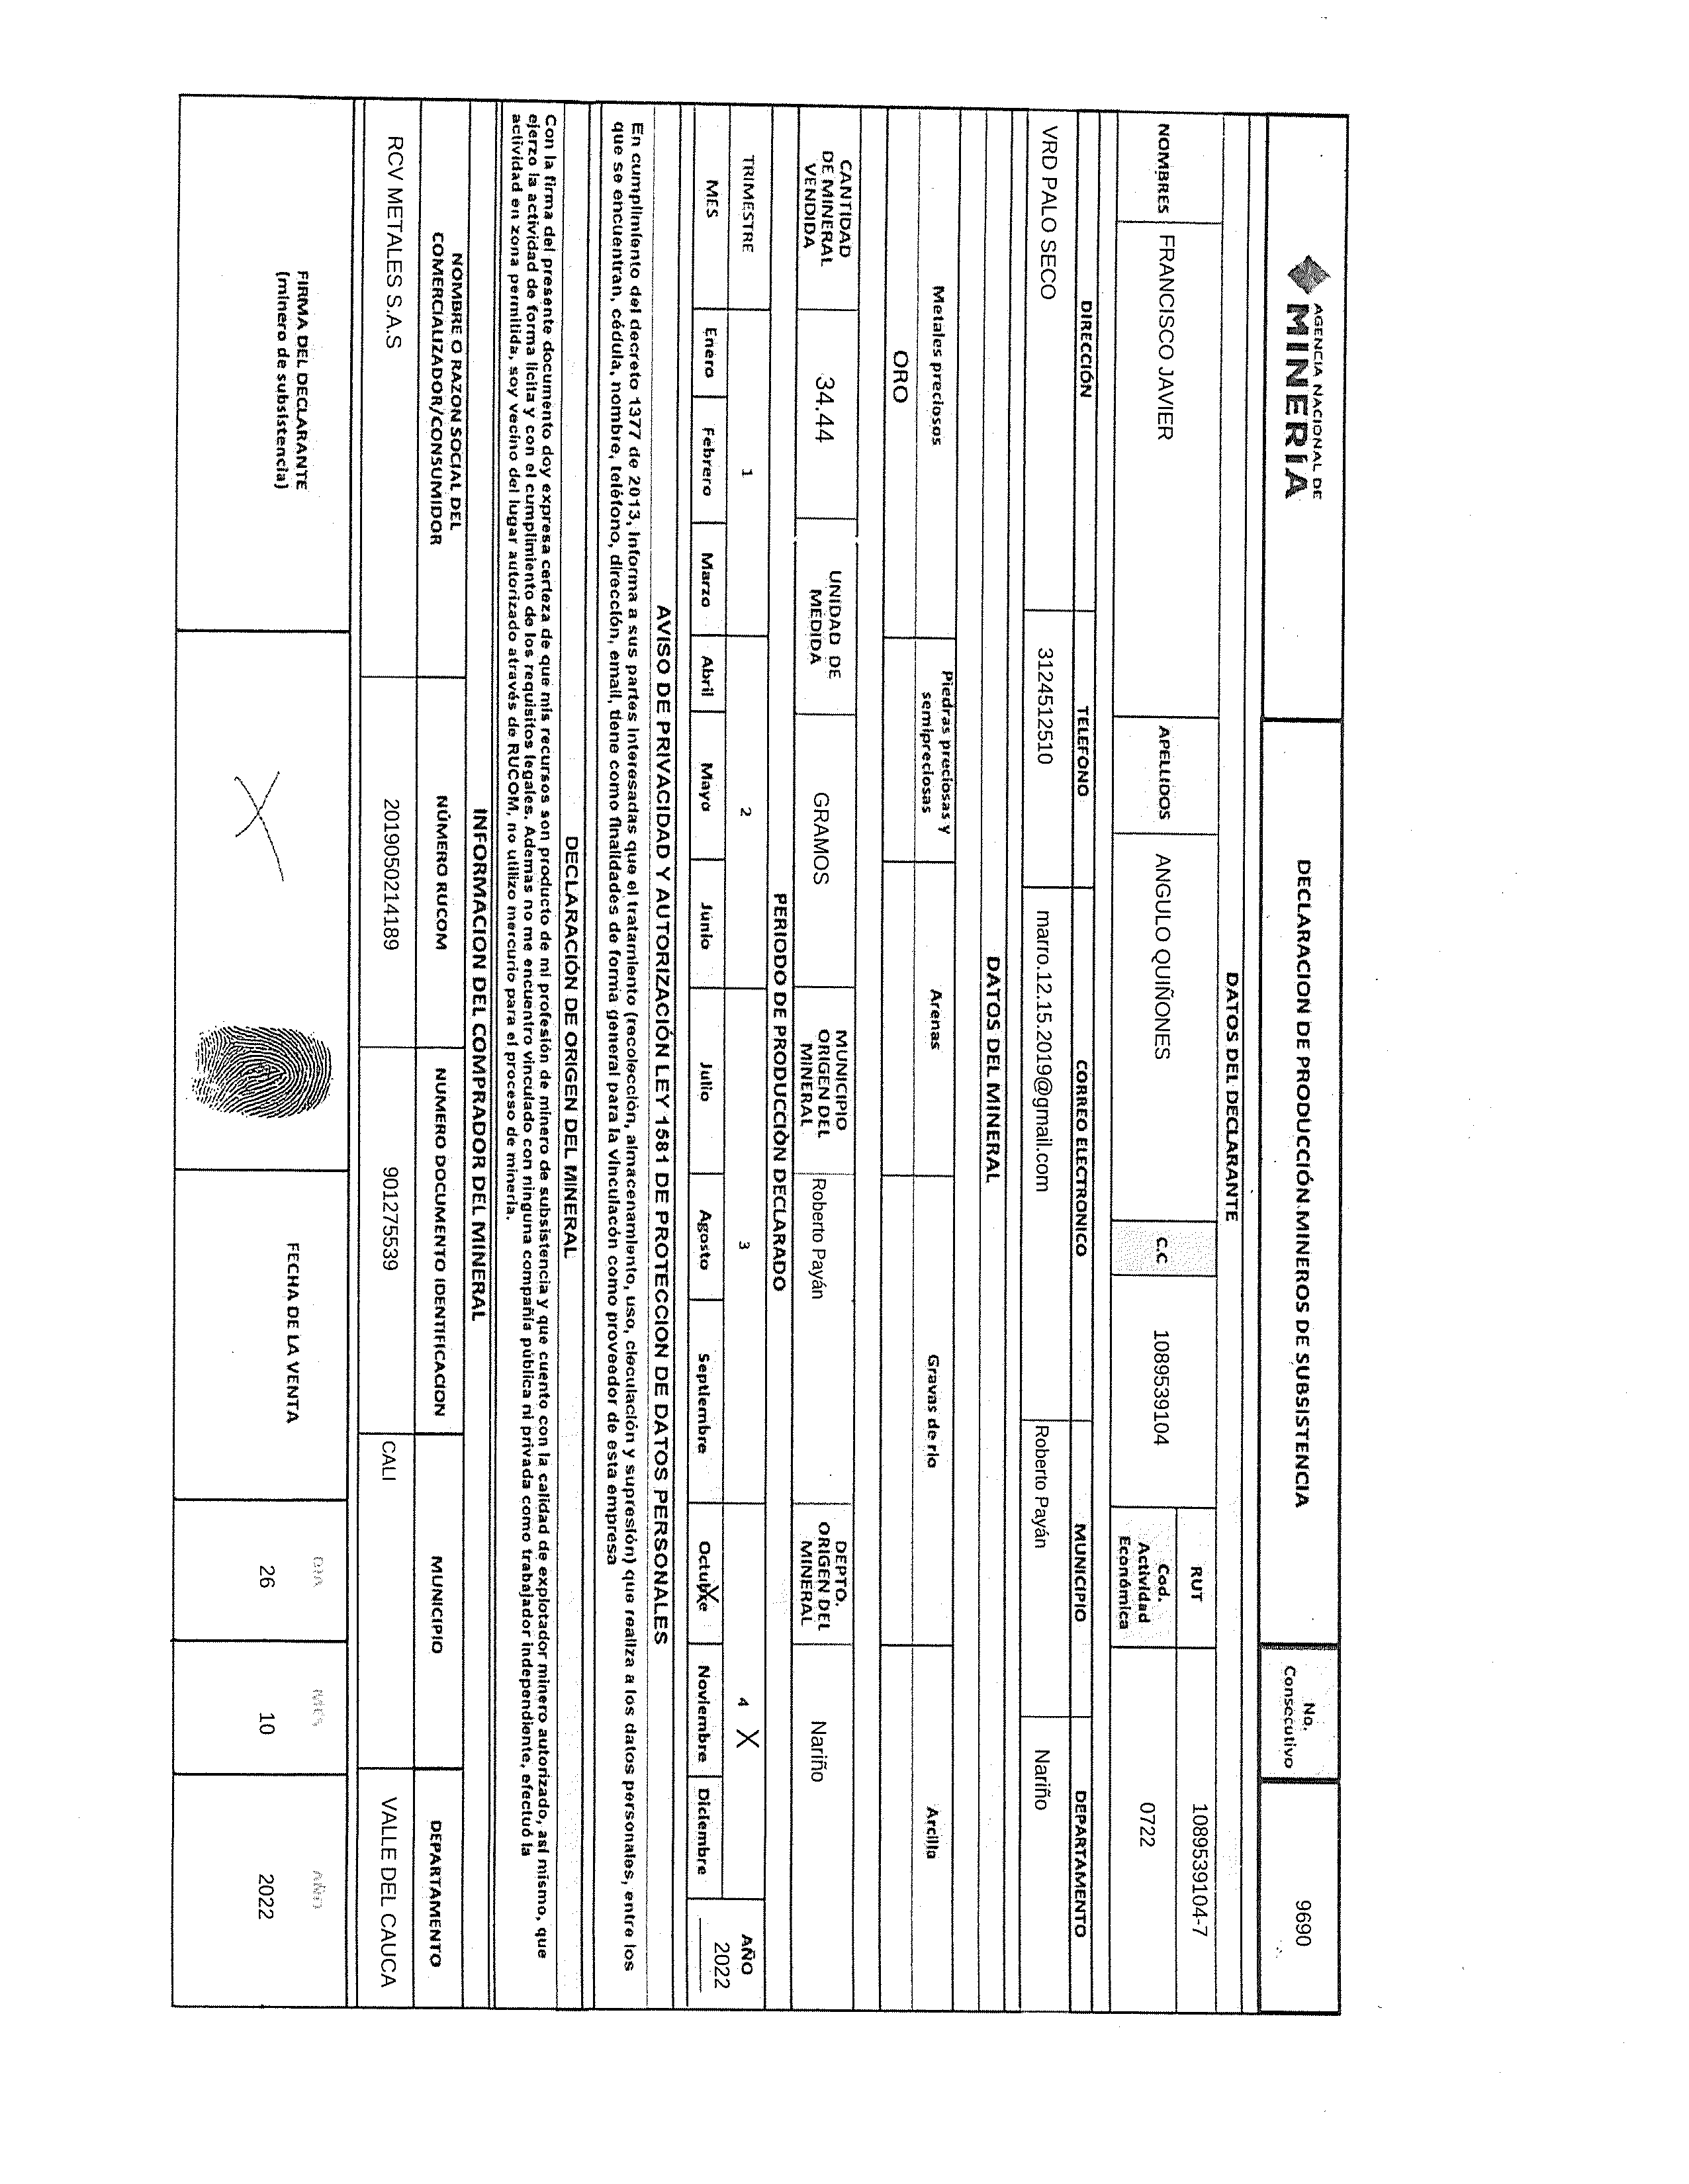 AGENCIA NACIONAL DE
MINERÍA
DECLARACION DE PRODUCCIÓN MINEROS DE SUBSISTENCIA
No.
Consecutivo
9690
DATOS DEL DECLARANTE
NOMBRES
FRANCISCO JAVIER
APELLIDOS
ANGULO QUIÑONES
C.C
1089539104
RUT
1089539104-7
Cod.
Actividad
Económica
0722
DIRECCIÓN
TELEFONO
CORREO ELECTRONICO
MUNICIPIO
DEPARTAMENTO
VRD PALO SECO
3124512510
marro.12.15.2019@gmail.com
Roberto Payán
Nariño
DATOS DEL MINERAL
Metales preciosos
Piedras preciosas y
semipreciosas
Arenas
Gravas de rio
Arcilla
ORO
CANTIDAD
DE MINERAL
VENDIDA
34.44
UNIDAD DE
MEDIDA
GRAMOS
MUNICIPIO
ORIGEN DEL
MINERAL
Roberto Payán
DEPTO.
ORIGEN DEL
MINERAL
Nariño
PERIODO DE PRODUCCIÓN DECLARADO
TRIMESTRE
1
2
3
4 X
AÑO
2022
MES
Enero
Febrero
Marzo
Abril
Mayo
Junio
Julio
Agosto
Septiembre
Octubre X
Noviembre
Diciembre
AVISO DE PRIVACIDAD Y AUTORIZACIÓN LEY 1581 DE PROTECCION DE DATOS PERSONALES
En cumplimiento del decreto 1377 de 2013, Informa a sus partes interesadas que el tratamiento (recolección, almacenamiento, uso, cieculación y supresión) que realiza a los datos personales, entre los
que se encuentran, cédula, nombre, teléfono, dirección, email, tiene como finalidades de forma general para la vinculacón como proveedor de esta empresa
DECLARACIÓN DE ORIGEN DEL MINERAL
Con la firma del presente documento doy expresa certeza de que mis recursos son producto de mi profesión de minero de subsistencia y que cuento con la calidad de explotador minero autorizado, así mismo, que
ejerzo la actividad de forma licita y con el cumplimiento de los requisitos legales. Ademas no me encuentro vinculado con ninguna compañia pública ni privada como trabajador independiente, efectuó la
actividad en zona permitida, soy vecino del lugar autorizado através de RUCOM, no utilizo mercurio para el proceso de mineria.
INFORMACION DEL COMPRADOR DEL MINERAL
NOMBRE O RAZON SOCIAL DEL
COMERCIALIZADOR/CONSUMIDOR
NÚMERO RUCOM
NUMERO DOCUMENTO IDENTIFICACION
MUNICIPIO
DEPARTAMENTO
RCV METALES S.A.S
20190502141​89
901275539
CALI
VALLE DEL CAUCA
FIRMA DEL DECLARANTE
(minero de subsistencia)
X
FECHA DE LA VENTA
DIA
MES
AÑO
26
10
2022